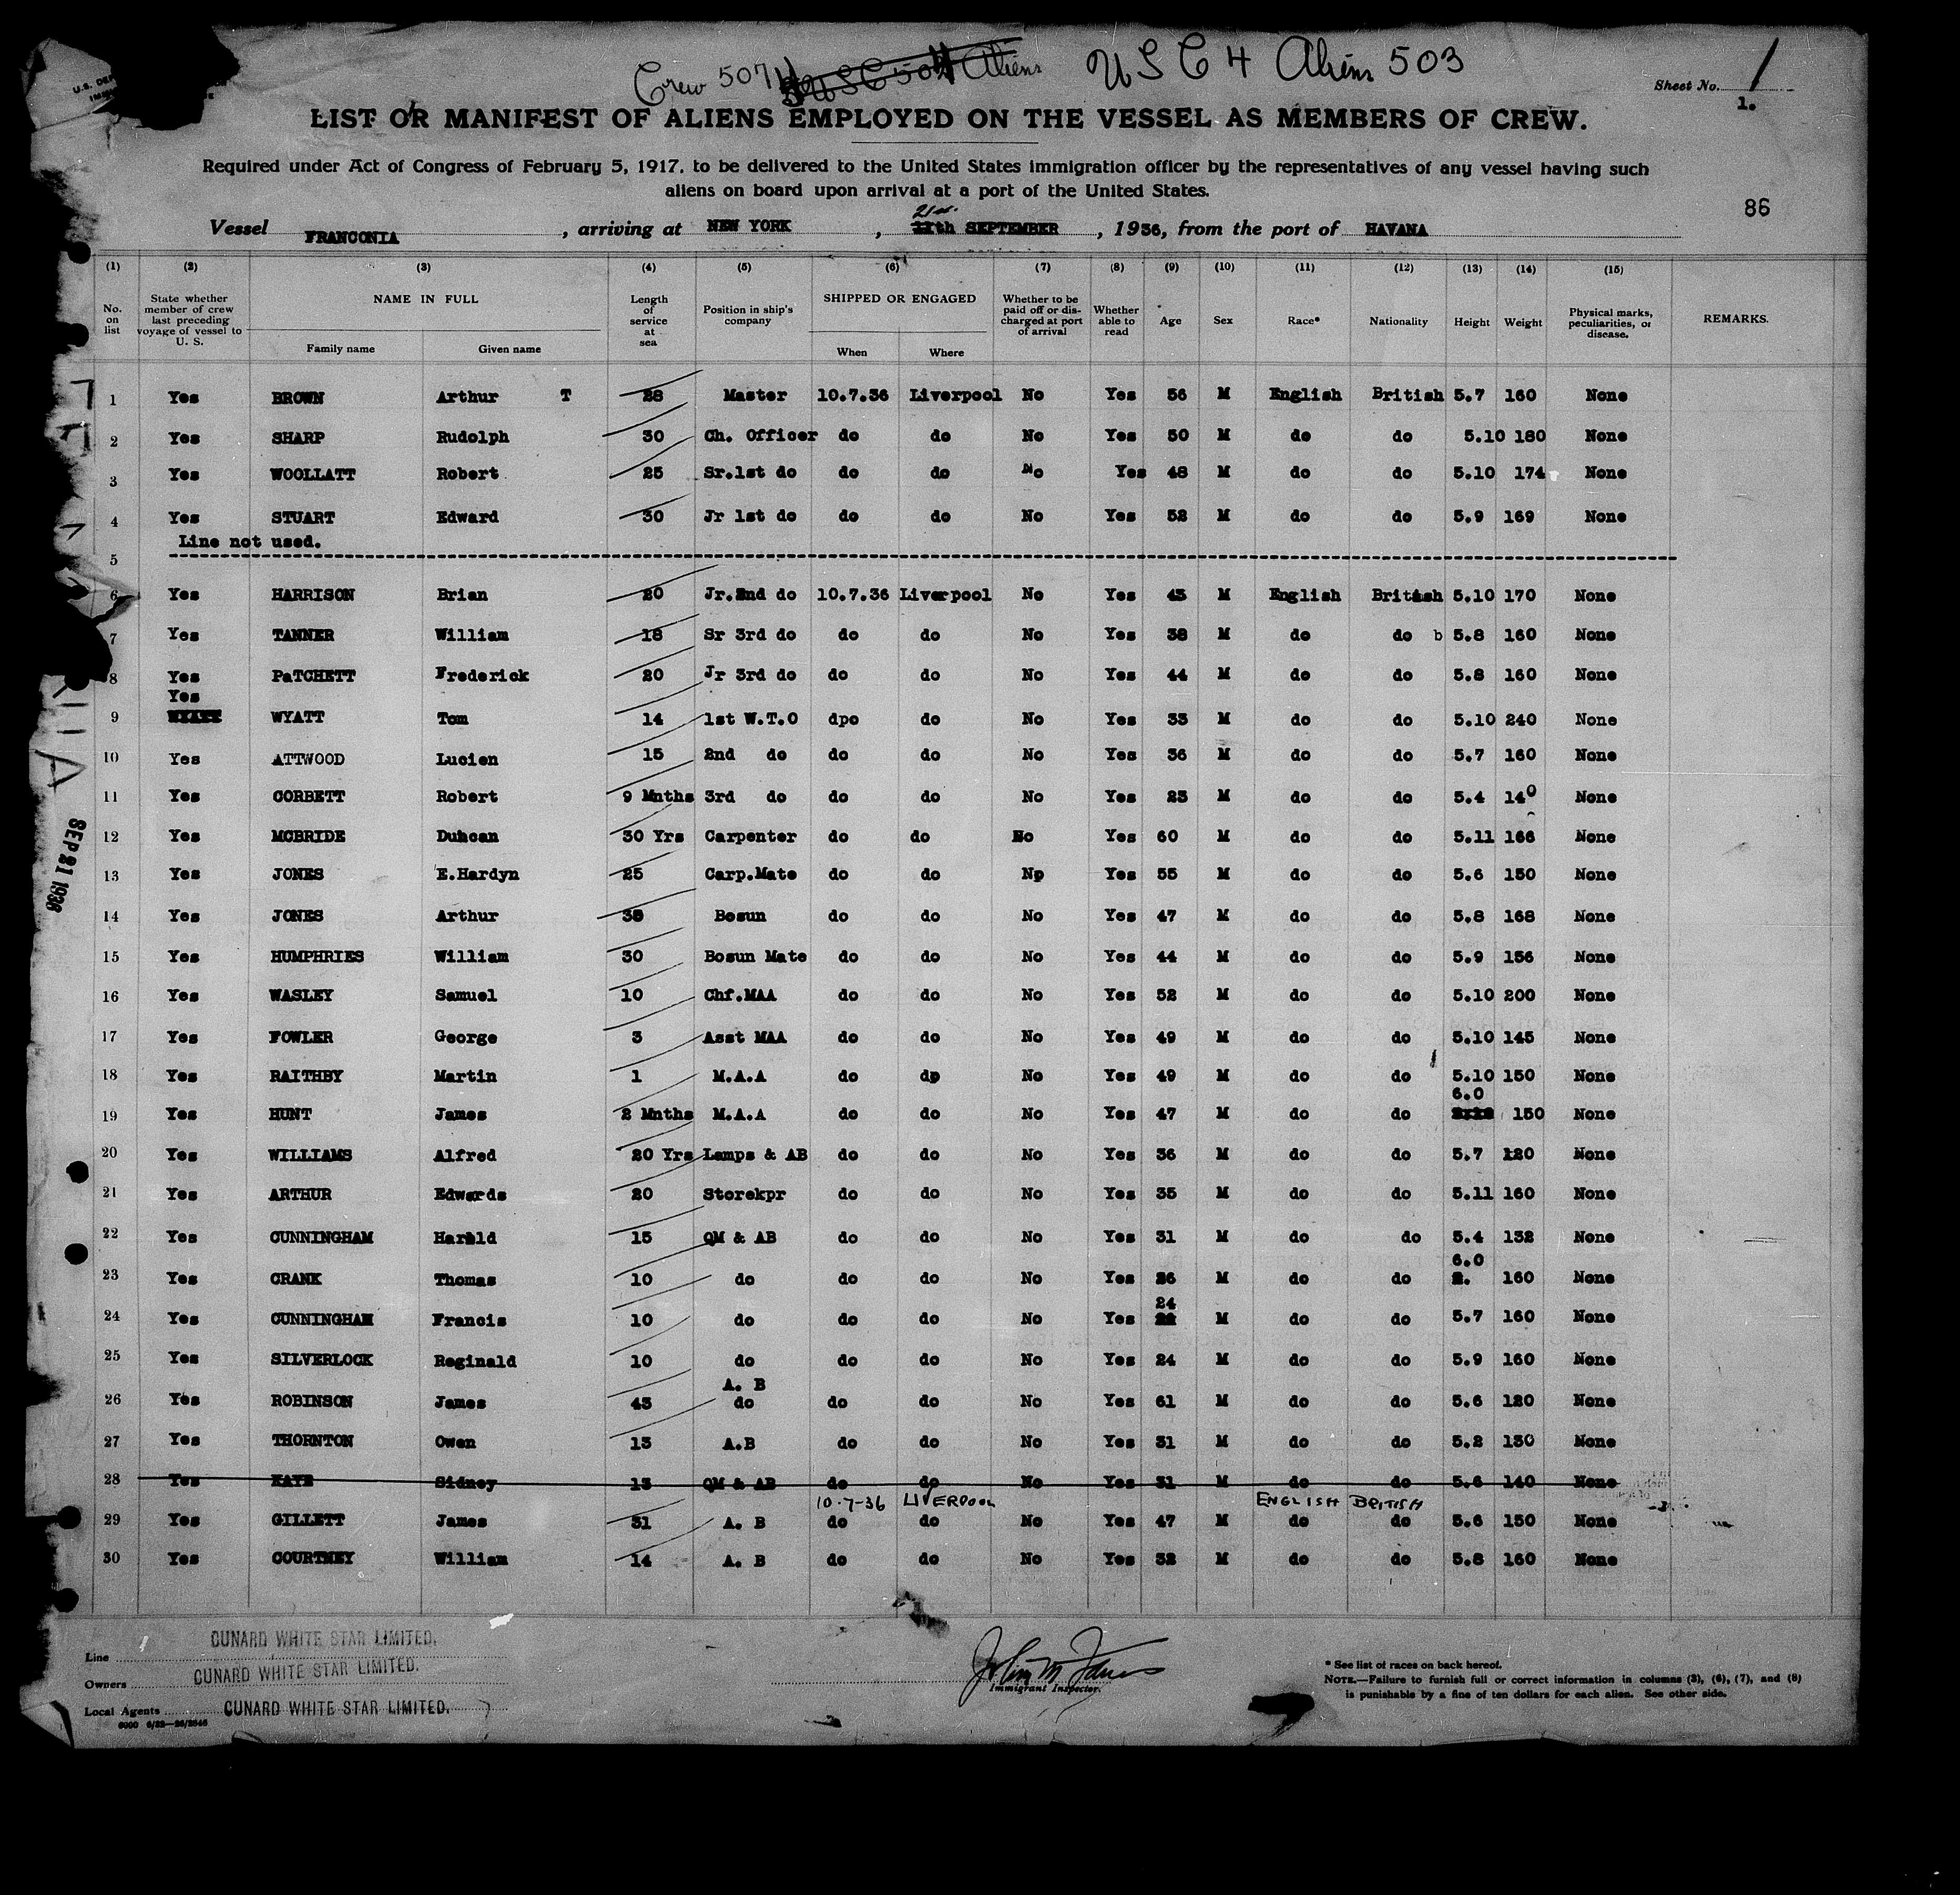 Crew 507 Aliens USC 4 Aliens 503
Sheet No. 1
1.
LIST OR MANIFEST OF ALIENS EMPLOYED ON THE VESSEL AS MEMBERS OF CREW.
Required under Act of Congress of February 5, 1917, to be delivered to the United States immigration officer by the representatives of any vessel having such
aliens on board upon arrival at a port of the United States.
86
21st
Vessel FRANCONIA, arriving at NEW YORK, 11th SEPTEMBER, 1936, from the port of HAVANA
(1) (2) (3) (4) (5) (6) (7) (8) (9) (10) (11) (12) (13) (14) (15)
No. on list State whether member of crew last preceding voyage of vessel to U. S. NAME IN FULL Family name Given name Length of service at sea Position in ship's company SHIPPED OR ENGAGED When Where Whether to be paid off or discharged at port of arrival Whether able to read Age Sex Race* Nationality Height Weight Physical marks, peculiarities, or disease. REMARKS.
1 Yes BROWN Arthur T 28 Master 10.7.36 Liverpool No Yes 56 M English British 5.7 160 None
2 Yes SHARP Rudolph 30 Ch. Officer do do No Yes 50 M do do 5.10 180 None
3 Yes WOOLLATT Robert 25 Sr.1st do do do No Yes 48 M do do 5.10 174 None
4 Yes STUART Edward 30 Jr 1st do do do No Yes 52 M do do 5.9 169 None
Line not used.
5
6 Yes HARRISON Brian 20 Jr.2nd do 10.7.36 Liverpool No Yes 43 M English British 5.10 170 None
7 Yes TANNER William 18 Sr 3rd do do do No Yes 38 M do do b 5.8 160 None
8 Yes PaTCHETT Frederick 20 Jr 3rd do do do No Yes 44 M do do 5.8 160 None
Yes
9 WYATT Tom 14 1st W.T.O dpo do No Yes 33 M do do 5.10 240 None
10 Yes ATTWOOD Lucien 15 2nd do do do No Yes 36 M do do 5.7 160 None
11 Yes CORBETT Robert 9 Mnths 3rd do do do No Yes 23 M do do 5.4 140 None
12 Yes MCBRIDE Duncan 30 Yrs Carpenter do do No Yes 60 M do do 5.11 166 None
13 Yes JONES E.Hardyn 25 Carp.Mate do do Np Yes 55 M do do 5.6 150 None
14 Yes JONES Arthur 30 Bosun do do No Yes 47 M do do 5.8 168 None
15 Yes HUMPHRIES William 30 Bosun Mate do do No Yes 44 M do do 5.9 156 None
16 Yes WASLEY Samuel 10 Chf.MAA do do No Yes 52 M do do 5.10 200 None
17 Yes FOWLER George 3 Asst MAA do do No Yes 49 M do do 5.10 145 None
18 Yes RAITHBY Martin 1 M.A.A do dp No Yes 49 M do do 5.10 150 None
6.0
19 Yes HUNT James 2 Mnths M.A.A do do No Yes 47 M do do 150 None
20 Yes WILLIAMS Alfred 20 Yrs Lamps & AB do do No Yes 36 M do do 5.7 120 None
21 Yes ARTHUR Edwards 20 Storekpr do do No Yes 35 M do do 5.11 160 None
22 Yes CUNNINGHAM Harold 15 QM & AB do do No Yes 31 M do do 5.4 132 None
6.0
23 Yes CRANK Thomas 10 do do do No Yes 26 M do do 160 None
24
24 Yes CUNNINGHAM Francis 10 do do do No Yes M do do 5.7 160 None
25 Yes SILVERLOCK Reginald 10 do do do No Yes 24 M do do 5.9 160 None
A. B
26 Yes ROBINSON James 43 do do do No Yes 61 M do do 5.6 120 None
27 Yes THORNTON Owen 13 A.B do do No Yes 31 M do do 5.2 130 None
28 Yes KAYE Sidney 13 QM & AB do do No Yes 31 M do do 5.6 140 None
10-7-36 LIVERPOOL ENGLISH BRITISH
29 Yes GILLETT James 31 A. B do do No Yes 47 M do do 5.6 150 None
30 Yes COURTNEY William 14 A. B do do No Yes 32 M do do 5.8 160 None
SEP 21 1936
Line CUNARD WHITE STAR LIMITED.
Owners CUNARD WHITE STAR LIMITED.
Local Agents CUNARD WHITE STAR LIMITED.
Immigrant Inspector.
* See list of races on back hereof.
NOTE.—Failure to furnish full or correct information in columns (3), (6), (7), and (8)
is punishable by a fine of ten dollars for each alien. See other side.